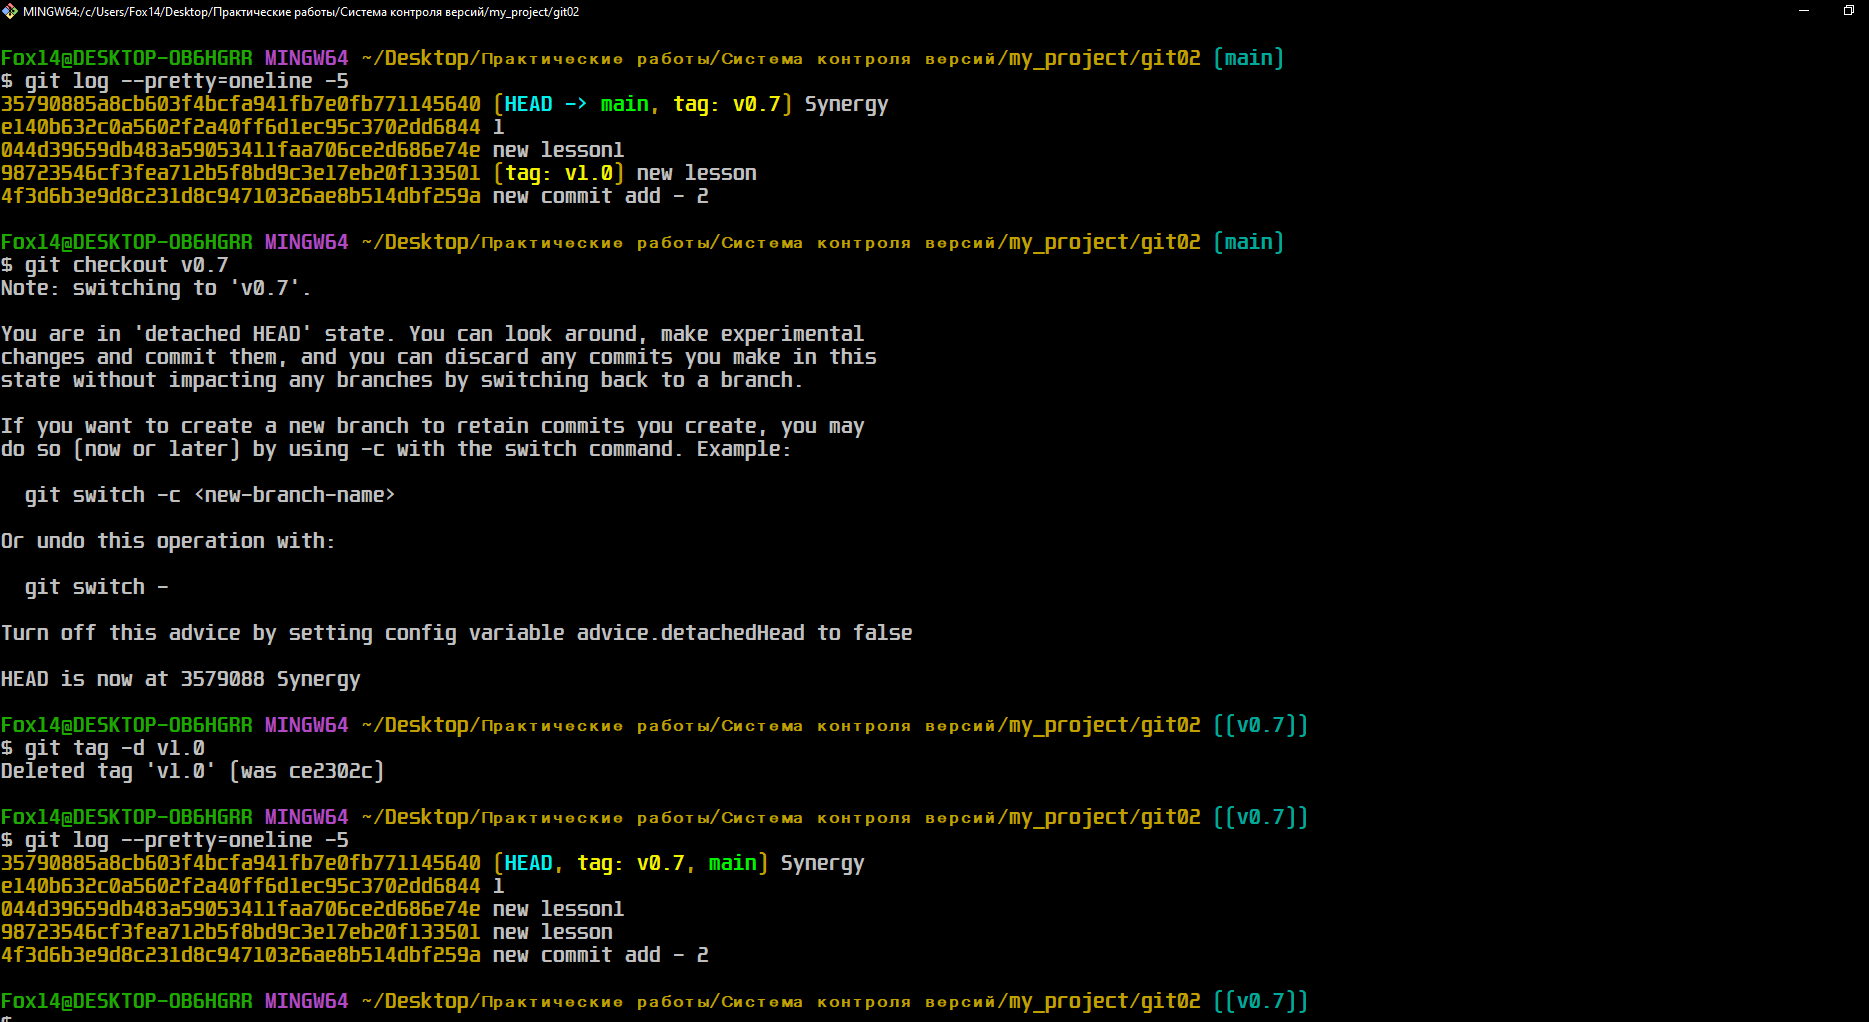 MINGW64:/c/Users/Fox14/Desktop/Практические работы/Система контроля версий/my_project/git02
Fox14@DESKTOP-OB6HGRR MINGW64 ~/Desktop/Практические работы/Система контроля версий/my_project/git02 (main)
$ git log --pretty=oneline -5
35790885a8cb603f4bcfa941fb7e0fb771145640 (HEAD -> main, tag: v0.7) Synergy
e140b632c0a5602f2a40ff6d1ec95c3702dd6844 1
044d39659db483a59053411faa706ce2d686e74e new lesson1
98723546cf3fea712b5f8bd9c3e17eb20f133501 (tag: v1.0) new lesson
4f3d6b3e9d8c231d8c94710326ae8b514dbf259a new commit add - 2
Fox14@DESKTOP-OB6HGRR MINGW64 ~/Desktop/Практические работы/Система контроля версий/my_project/git02 (main)
$ git checkout v0.7
Note: switching to 'v0.7'.
You are in 'detached HEAD' state. You can look around, make experimental
changes and commit them, and you can discard any commits you make in this
state without impacting any branches by switching back to a branch.
If you want to create a new branch to retain commits you create, you may
do so (now or later) by using -c with the switch command. Example:
git switch -c <new-branch-name>
Or undo this operation with:
git switch -
Turn off this advice by setting config variable advice.detachedHead to false
HEAD is now at 3579088 Synergy
Fox14@DESKTOP-OB6HGRR MINGW64 ~/Desktop/Практические работы/Система контроля версий/my_project/git02 ((v0.7))
$ git tag -d v1.0
Deleted tag 'v1.0' (was ce2302c)
Fox14@DESKTOP-OB6HGRR MINGW64 ~/Desktop/Практические работы/Система контроля версий/my_project/git02 ((v0.7))
$ git log --pretty=oneline -5
35790885a8cb603f4bcfa941fb7e0fb771145640 (HEAD, tag: v0.7, main) Synergy
e140b632c0a5602f2a40ff6d1ec95c3702dd6844 1
044d39659db483a59053411faa706ce2d686e74e new lesson1
98723546cf3fea712b5f8bd9c3e17eb20f133501 new lesson
4f3d6b3e9d8c231d8c94710326ae8b514dbf259a new commit add - 2
Fox14@DESKTOP-OB6HGRR MINGW64 ~/Desktop/Практические работы/Система контроля версий/my_project/git02 ((v0.7))
$